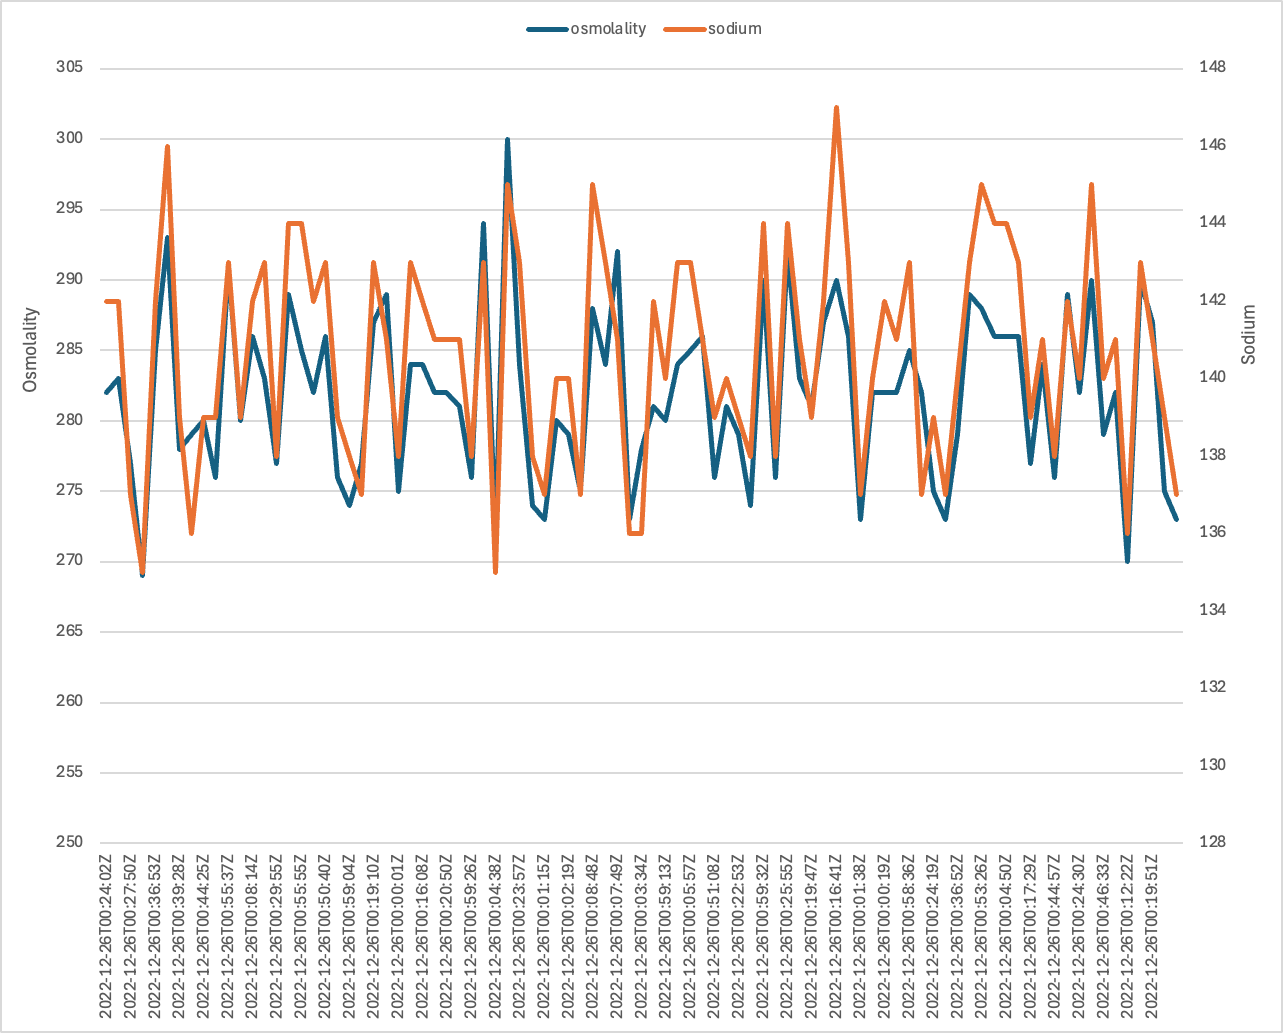 osmolality sodium
305
300
295
290
285
280
275
270
265
260
255
250
Osmolality
148
146
144
142
140
138
136
134
132
130
128
Sodium
2022-12-26T00:24:02Z
2022-12-26T00:27:50Z
2022-12-26T00:36:53Z
2022-12-26T00:39:28Z
2022-12-26T00:44:25Z
2022-12-26T00:55:37Z
2022-12-26T00:08:14Z
2022-12-26T00:29:55Z
2022-12-26T00:55:55Z
2022-12-26T00:50:40Z
2022-12-26T00:59:04Z
2022-12-26T00:19:10Z
2022-12-26T00:00:01Z
2022-12-26T00:16:08Z
2022-12-26T00:20:50Z
2022-12-26T00:59:26Z
2022-12-26T00:04:38Z
2022-12-26T00:23:57Z
2022-12-26T00:01:15Z
2022-12-26T00:02:19Z
2022-12-26T00:08:48Z
2022-12-26T00:07:49Z
2022-12-26T00:03:34Z
2022-12-26T00:59:13Z
2022-12-26T00:05:57Z
2022-12-26T00:51:08Z
2022-12-26T00:22:53Z
2022-12-26T00:59:32Z
2022-12-26T00:25:55Z
2022-12-26T00:19:47Z
2022-12-26T00:16:41Z
2022-12-26T00:01:38Z
2022-12-26T00:00:19Z
2022-12-26T00:58:36Z
2022-12-26T00:24:19Z
2022-12-26T00:36:52Z
2022-12-26T00:53:26Z
2022-12-26T00:04:50Z
2022-12-26T00:17:29Z
2022-12-26T00:44:57Z
2022-12-26T00:24:30Z
2022-12-26T00:46:33Z
2022-12-26T00:12:22Z
2022-12-26T00:19:51Z